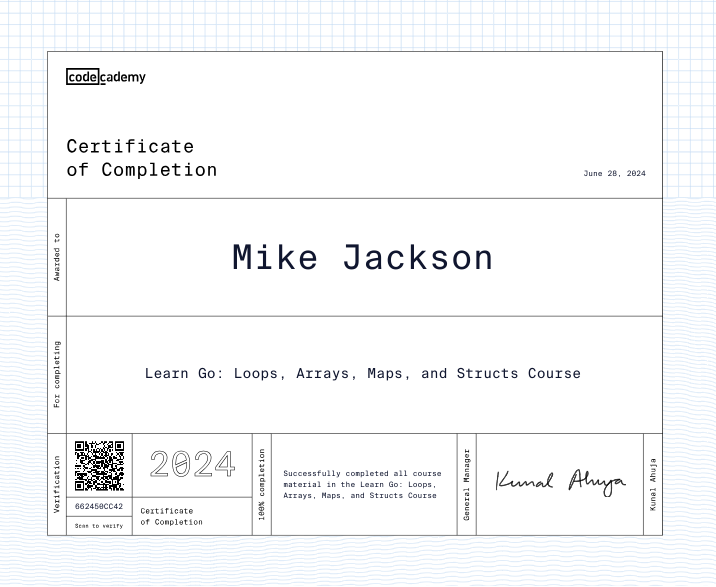 codecademy
Certificate
of Completion
June 28, 2024
Awarded to
Mike Jackson
For completing
Learn Go: Loops, Arrays, Maps, and Structs Course
Verification
662450CC42
Scan to verify
2024
Certificate
of Completion
100% completion
Successfully completed all course
material in the Learn Go: Loops,
Arrays, Maps, and Structs Course
General Manager
Kunal Ahuja
Kunal Ahuja